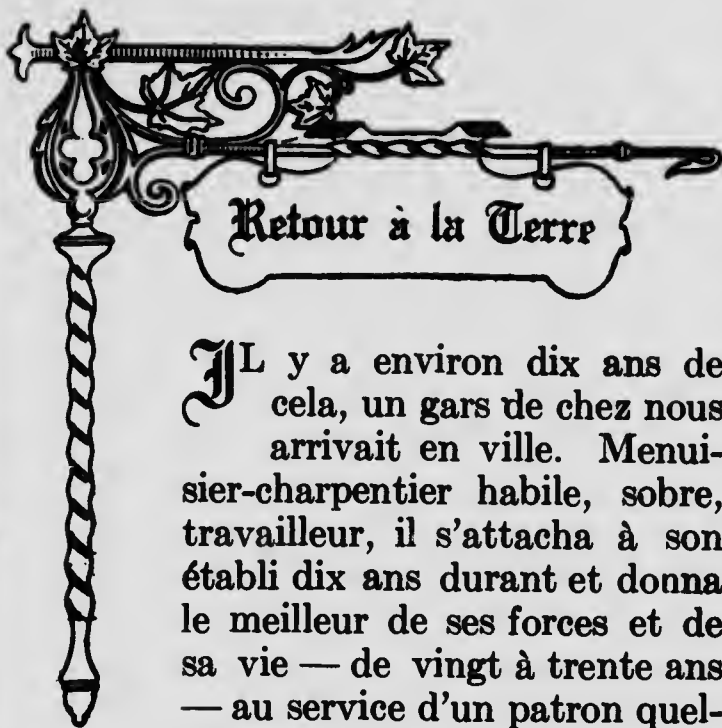 Retour à la Terre
IL y a environ dix ans de
cela, un gars de chez nous
arrivait en ville. Menui-
sier-charpentier habile, sobre,
travailleur, il s'attacha à son
établi dix ans durant et donna
le meilleur de ses forces et de
sa vie — de vingt à trente ans
— au service d'un patron quel-